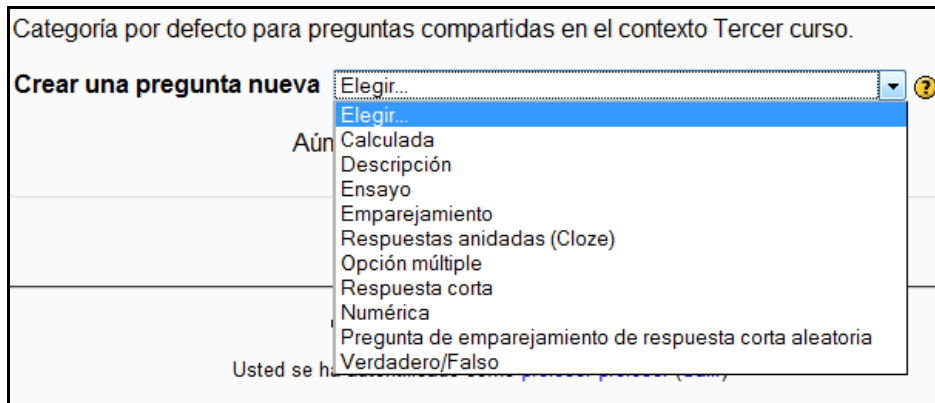 Categoría por defecto para preguntas compartidas en el contexto Tercer curso.
Crear una pregunta nueva Elegir...
Elegir...
Aún
Calculada
Descripción
Ensayo
Emparejamiento
Respuestas anidadas (Cloze)
Opción múltiple
Respuesta corta
Numérica
Pregunta de emparejamiento de respuesta corta aleatoria
Verdadero/Falso
Usted se